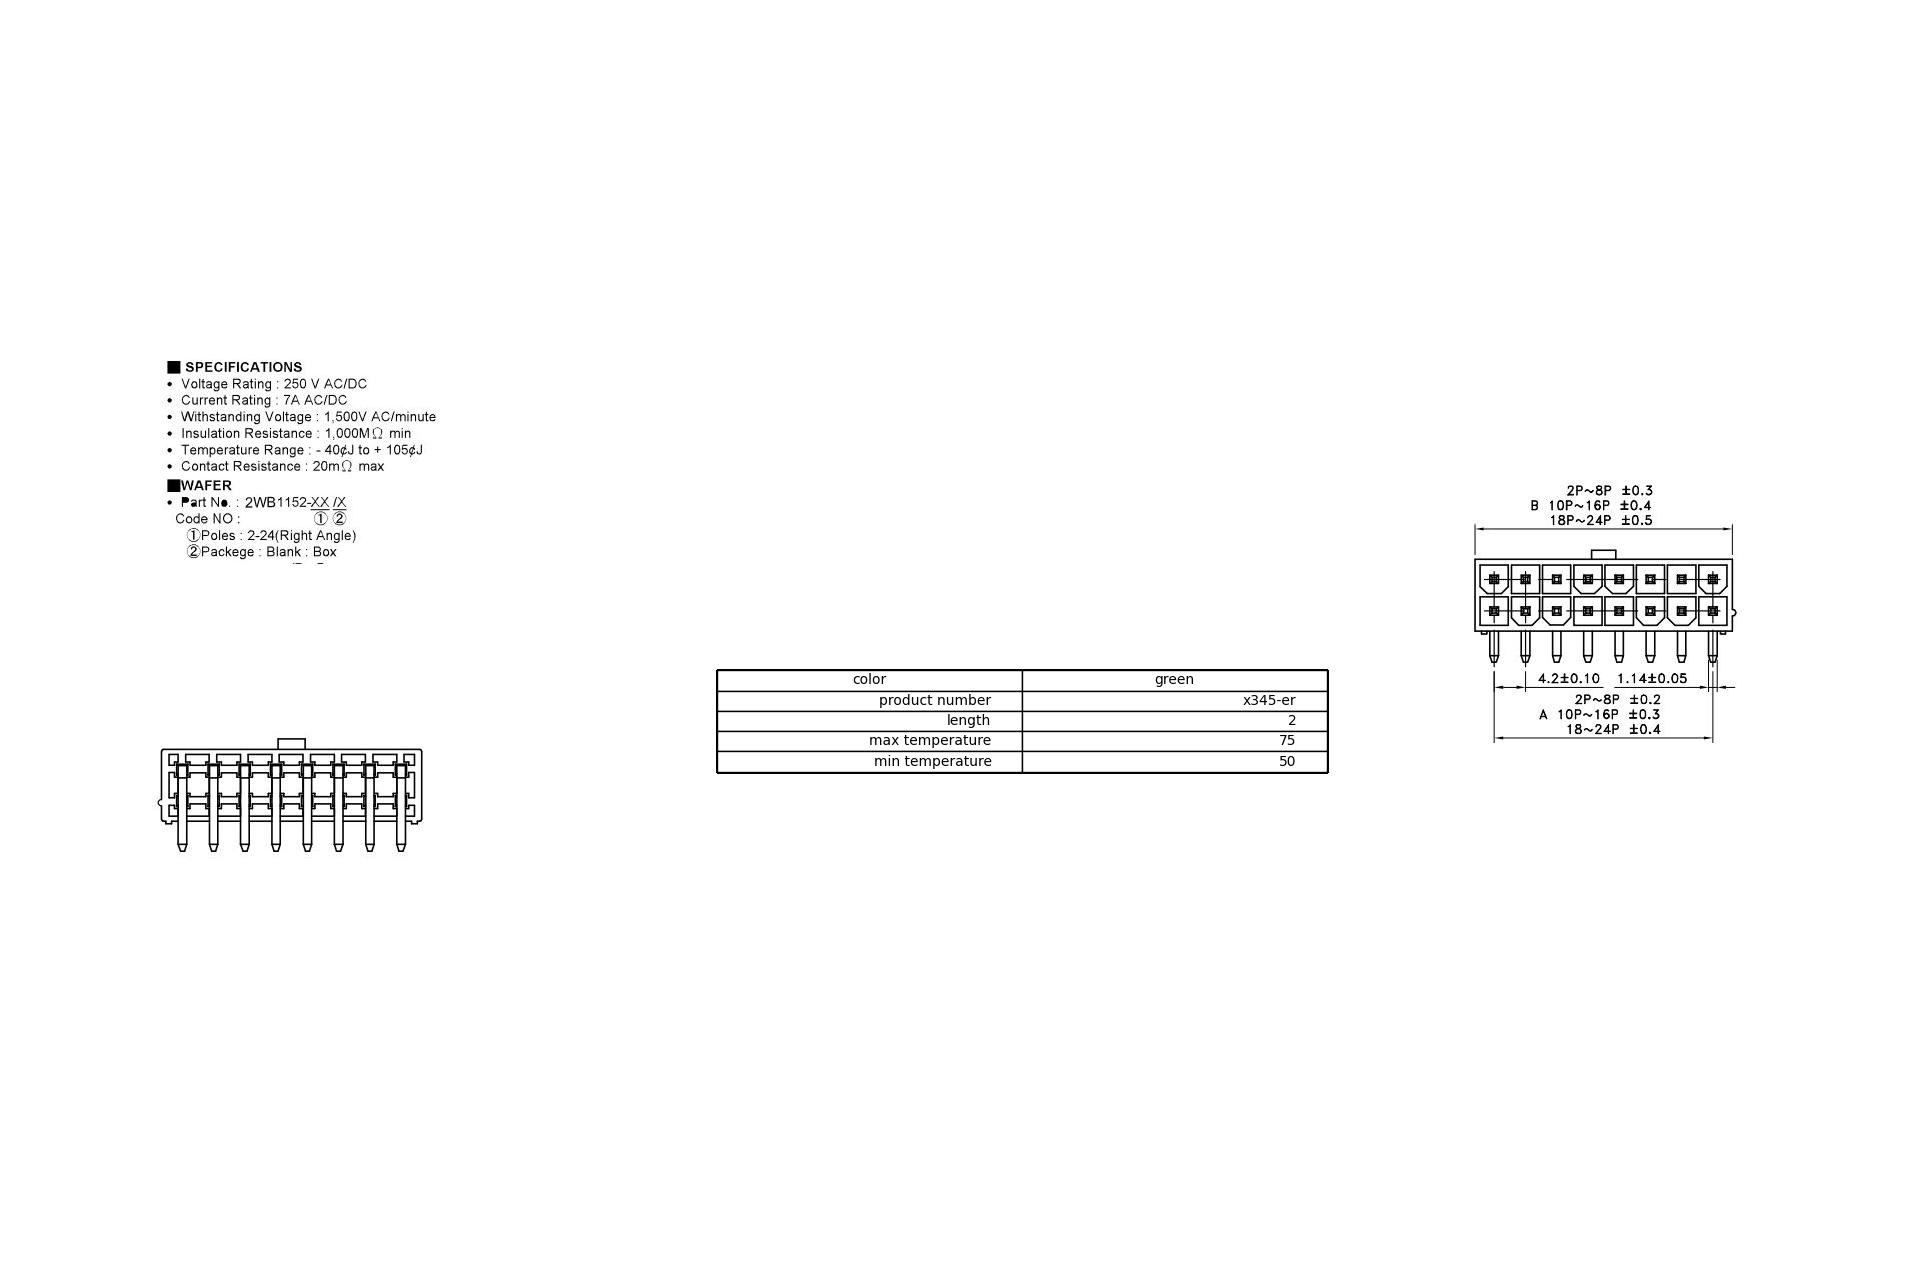 ■ SPECIFICATIONS
• Voltage Rating : 250 V AC/DC
• Current Rating : 7A AC/DC
• Withstanding Voltage : 1,500V AC/minute
• Insulation Resistance : 1,000MΩ min
• Temperature Range : - 40¢J to + 105¢J
• Contact Resistance : 20mΩ max
■WAFER
• Part No. : 2WB1152-XX /X
Code NO : ① ②
①Poles : 2-24(Right Angle)
②Packege : Blank : Box
color green
product number x345-er
length 2
max temperature 75
min temperature 50
2P~8P ±0.3
B 10P~16P ±0.4
18P~24P ±0.5
4.2±0.10 1.14±0.05
2P~8P ±0.2
A 10P~16P ±0.3
18~24P ±0.4